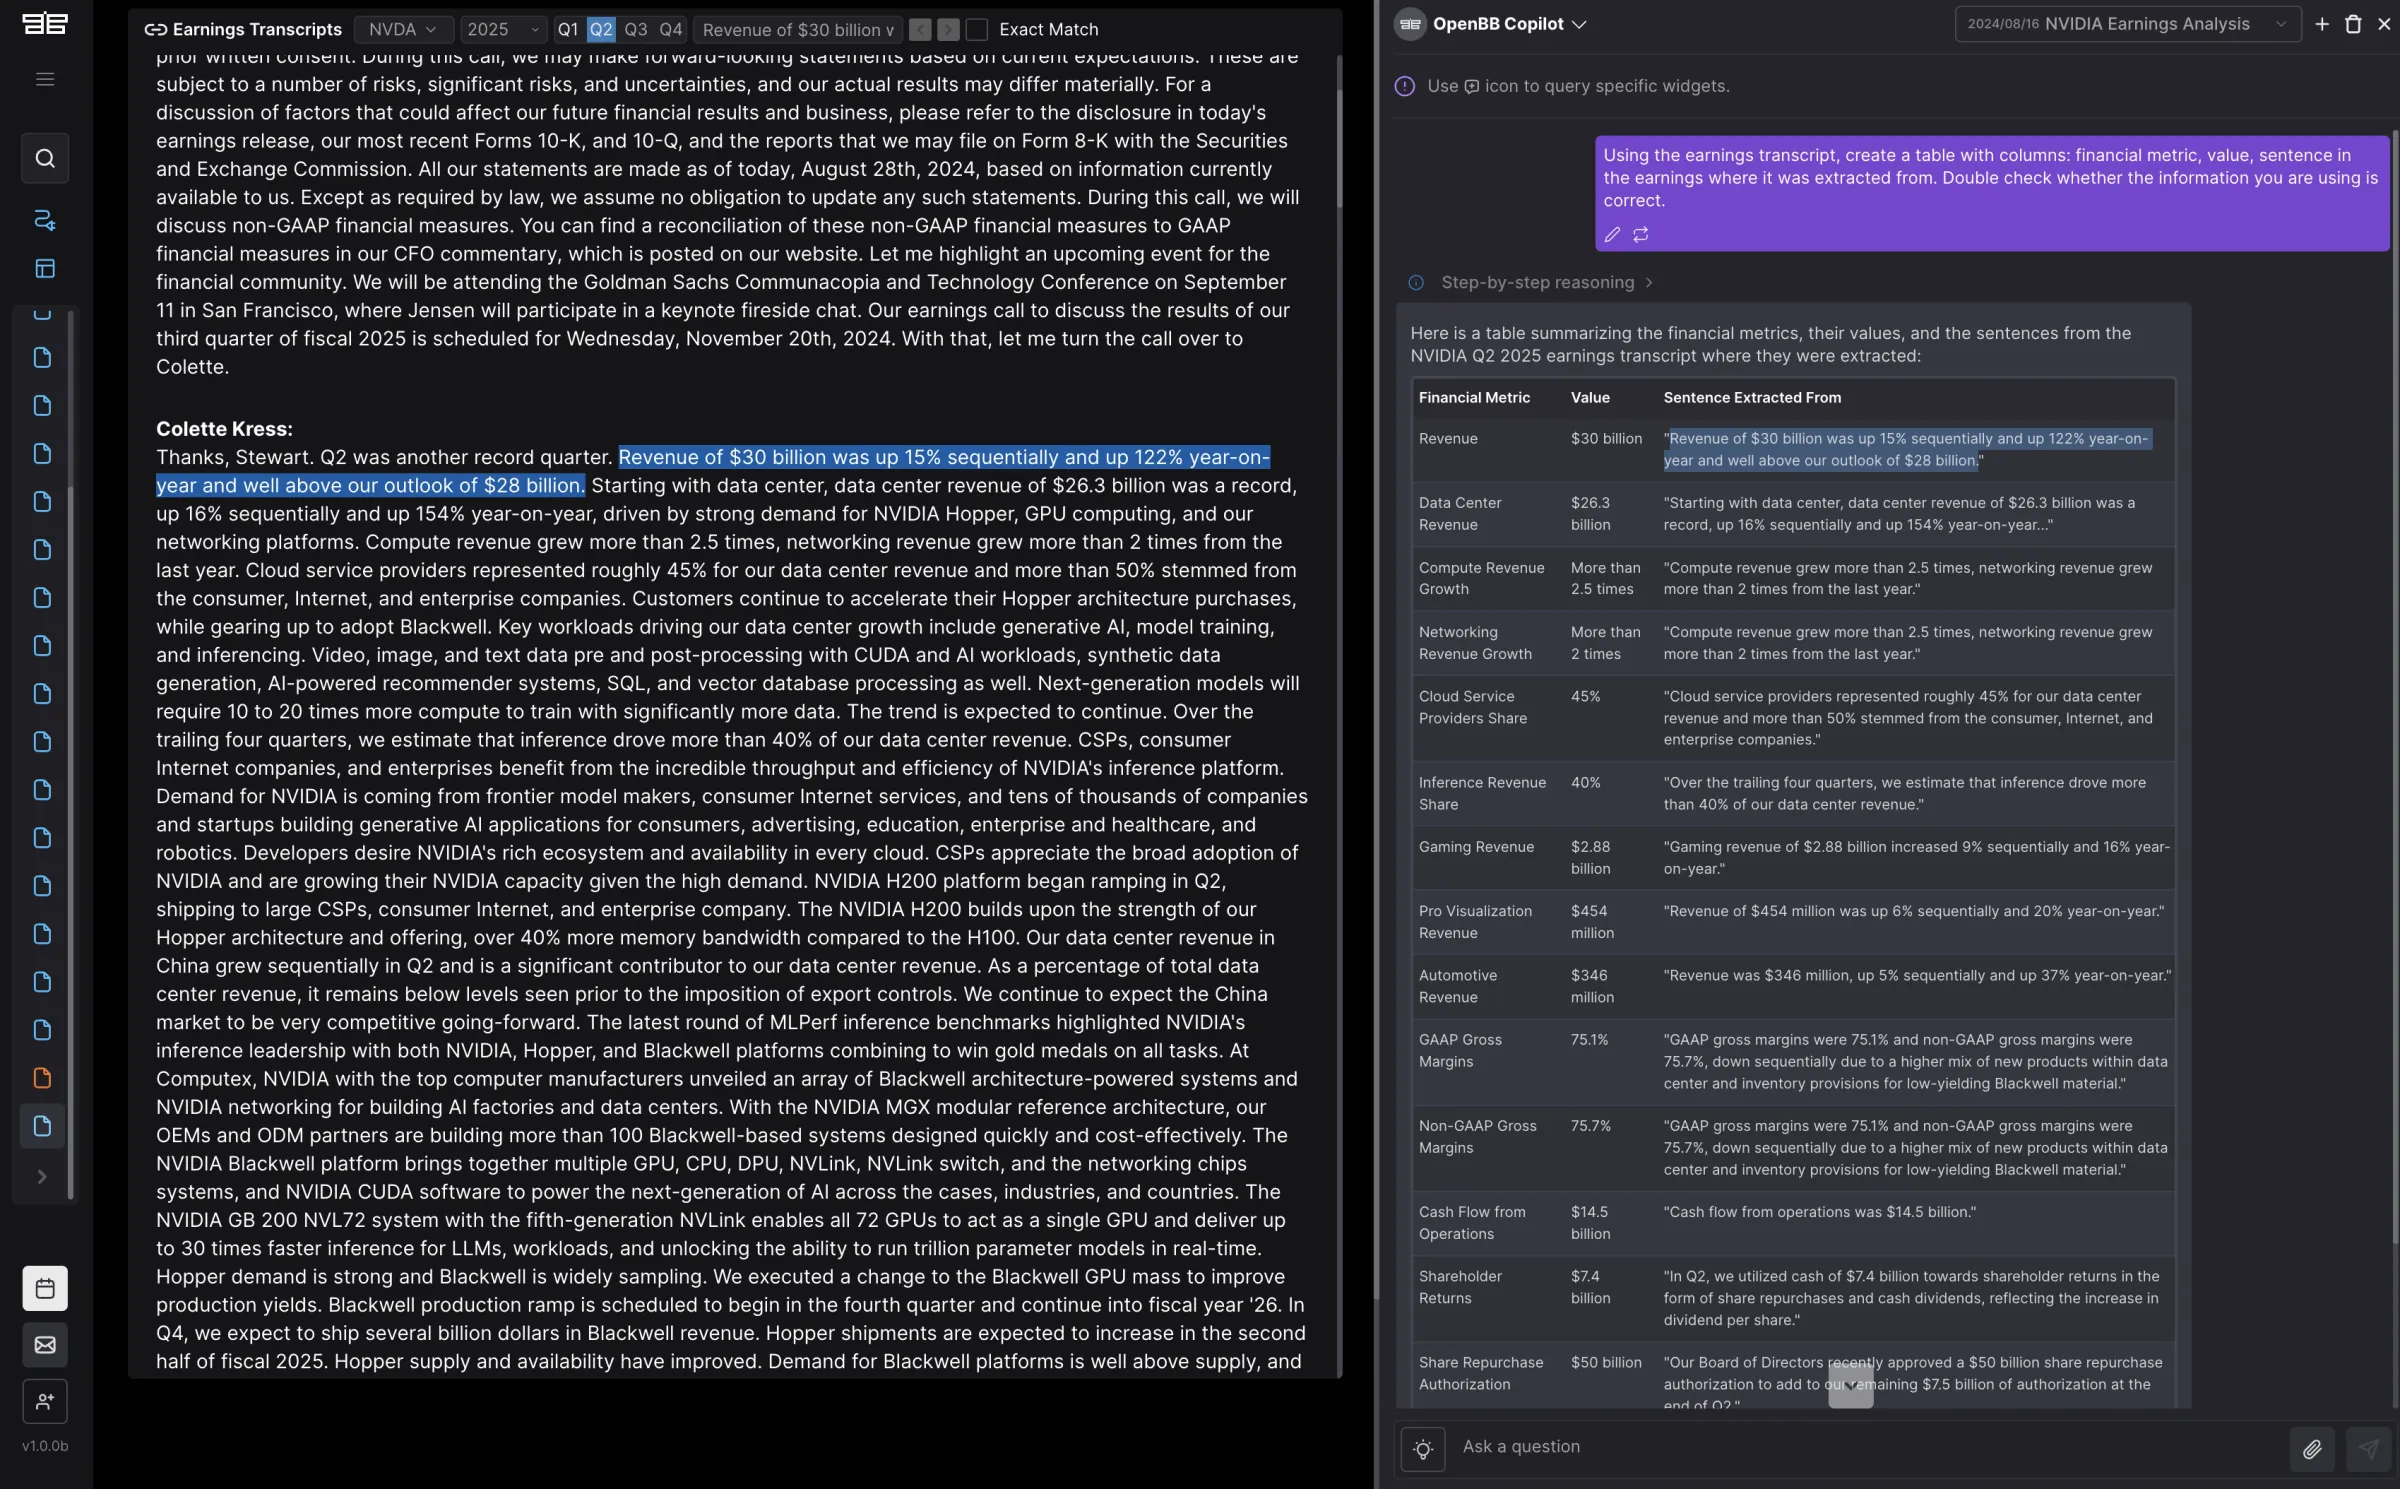 Earnings Transcripts NVDA 2025 Q1 Q2 Q3 Q4 Revenue of $30 billion v Exact Match
prior written consent. During this call, we may make forward-looking statements based on current expectations. These are
subject to a number of risks, significant risks, and uncertainties, and our actual results may differ materially. For a
discussion of factors that could affect our future financial results and business, please refer to the disclosure in today's
earnings release, our most recent Forms 10-K, and 10-Q, and the reports that we may file on Form 8-K with the Securities
and Exchange Commission. All our statements are made as of today, August 28th, 2024, based on information currently
available to us. Except as required by law, we assume no obligation to update any such statements. During this call, we will
discuss non-GAAP financial measures. You can find a reconciliation of these non-GAAP financial measures to GAAP
financial measures in our CFO commentary, which is posted on our website. Let me highlight an upcoming event for the
financial community. We will be attending the Goldman Sachs Communacopia and Technology Conference on September
11 in San Francisco, where Jensen will participate in a keynote fireside chat. Our earnings call to discuss the results of our
third quarter of fiscal 2025 is scheduled for Wednesday, November 20th, 2024. With that, let me turn the call over to
Colette.
Colette Kress:
Thanks, Stewart. Q2 was another record quarter. Revenue of $30 billion was up 15% sequentially and up 122% year-on-
year and well above our outlook of $28 billion. Starting with data center, data center revenue of $26.3 billion was a record,
up 16% sequentially and up 154% year-on-year, driven by strong demand for NVIDIA Hopper, GPU computing, and our
networking platforms. Compute revenue grew more than 2.5 times, networking revenue grew more than 2 times from the
last year. Cloud service providers represented roughly 45% for our data center revenue and more than 50% stemmed from
the consumer, Internet, and enterprise companies. Customers continue to accelerate their Hopper architecture purchases,
while gearing up to adopt Blackwell. Key workloads driving our data center growth include generative AI, model training,
and inferencing. Video, image, and text data pre and post-processing with CUDA and AI workloads, synthetic data
generation, AI-powered recommender systems, SQL, and vector database processing as well. Next-generation models will
require 10 to 20 times more compute to train with significantly more data. The trend is expected to continue. Over the
trailing four quarters, we estimate that inference drove more than 40% of our data center revenue. CSPs, consumer
Internet companies, and enterprises benefit from the incredible throughput and efficiency of NVIDIA's inference platform.
Demand for NVIDIA is coming from frontier model makers, consumer Internet services, and tens of thousands of companies
and startups building generative AI applications for consumers, advertising, education, enterprise and healthcare, and
robotics. Developers desire NVIDIA's rich ecosystem and availability in every cloud. CSPs appreciate the broad adoption of
NVIDIA and are growing their NVIDIA capacity given the high demand. NVIDIA H200 platform began ramping in Q2,
shipping to large CSPs, consumer Internet, and enterprise company. The NVIDIA H200 builds upon the strength of our
Hopper architecture and offering, over 40% more memory bandwidth compared to the H100. Our data center revenue in
China grew sequentially in Q2 and is a significant contributor to our data center revenue. As a percentage of total data
center revenue, it remains below levels seen prior to the imposition of export controls. We continue to expect the China
market to be very competitive going-forward. The latest round of MLPerf inference benchmarks highlighted NVIDIA's
inference leadership with both NVIDIA, Hopper, and Blackwell platforms combining to win gold medals on all tasks. At
Computex, NVIDIA with the top computer manufacturers unveiled an array of Blackwell architecture-powered systems and
NVIDIA networking for building AI factories and data centers. With the NVIDIA MGX modular reference architecture, our
OEMs and ODM partners are building more than 100 Blackwell-based systems designed quickly and cost-effectively. The
NVIDIA Blackwell platform brings together multiple GPU, CPU, DPU, NVLink, NVLink switch, and the networking chips
systems, and NVIDIA CUDA software to power the next-generation of AI across the cases, industries, and countries. The
NVIDIA GB 200 NVL72 system with the fifth-generation NVLink enables all 72 GPUs to act as a single GPU and deliver up
to 30 times faster inference for LLMs, workloads, and unlocking the ability to run trillion parameter models in real-time.
Hopper demand is strong and Blackwell is widely sampling. We executed a change to the Blackwell GPU mass to improve
production yields. Blackwell production ramp is scheduled to begin in the fourth quarter and continue into fiscal year '26. In
Q4, we expect to ship several billion dollars in Blackwell revenue. Hopper shipments are expected to increase in the second
half of fiscal 2025. Hopper supply and availability have improved. Demand for Blackwell platforms is well above supply, and
v1.0.0b
OpenBB Copilot 2024/08/16 NVIDIA Earnings Analysis
Use icon to query specific widgets.
Using the earnings transcript, create a table with columns: financial metric, value, sentence in
the earnings where it was extracted from. Double check whether the information you are using is
correct.
Step-by-step reasoning
Here is a table summarizing the financial metrics, their values, and the sentences from the
NVIDIA Q2 2025 earnings transcript where they were extracted:
Financial Metric Value Sentence Extracted From
Revenue $30 billion "Revenue of $30 billion was up 15% sequentially and up 122% year-on-
year and well above our outlook of $28 billion."
Data Center $26.3 "Starting with data center, data center revenue of $26.3 billion was a
Revenue billion record, up 16% sequentially and up 154% year-on-year..."
Compute Revenue More than "Compute revenue grew more than 2.5 times, networking revenue grew
Growth 2.5 times more than 2 times from the last year."
Networking More than "Compute revenue grew more than 2.5 times, networking revenue grew
Revenue Growth 2 times more than 2 times from the last year."
Cloud Service 45% "Cloud service providers represented roughly 45% for our data center
Providers Share revenue and more than 50% stemmed from the consumer, Internet, and
enterprise companies."
Inference Revenue 40% "Over the trailing four quarters, we estimate that inference drove more
Share than 40% of our data center revenue."
Gaming Revenue $2.88 "Gaming revenue of $2.88 billion increased 9% sequentially and 16% year-
billion on-year."
Pro Visualization $454 "Revenue of $454 million was up 6% sequentially and 20% year-on-year."
Revenue million
Automotive $346 "Revenue was $346 million, up 5% sequentially and up 37% year-on-year."
Revenue million
GAAP Gross 75.1% "GAAP gross margins were 75.1% and non-GAAP gross margins were
Margins 75.7%, down sequentially due to a higher mix of new products within data
center and inventory provisions for low-yielding Blackwell material."
Non-GAAP Gross 75.7% "GAAP gross margins were 75.1% and non-GAAP gross margins were
Margins 75.7%, down sequentially due to a higher mix of new products within data
center and inventory provisions for low-yielding Blackwell material."
Cash Flow from $14.5 "Cash flow from operations was $14.5 billion."
Operations billion
Shareholder $7.4 "In Q2, we utilized cash of $7.4 billion towards shareholder returns in the
Returns billion form of share repurchases and cash dividends, reflecting the increase in
dividend per share."
Share Repurchase $50 billion "Our Board of Directors recently approved a $50 billion share repurchase
Authorization authorization to add to our remaining $7.5 billion of authorization at the
end of Q2."
Ask a question